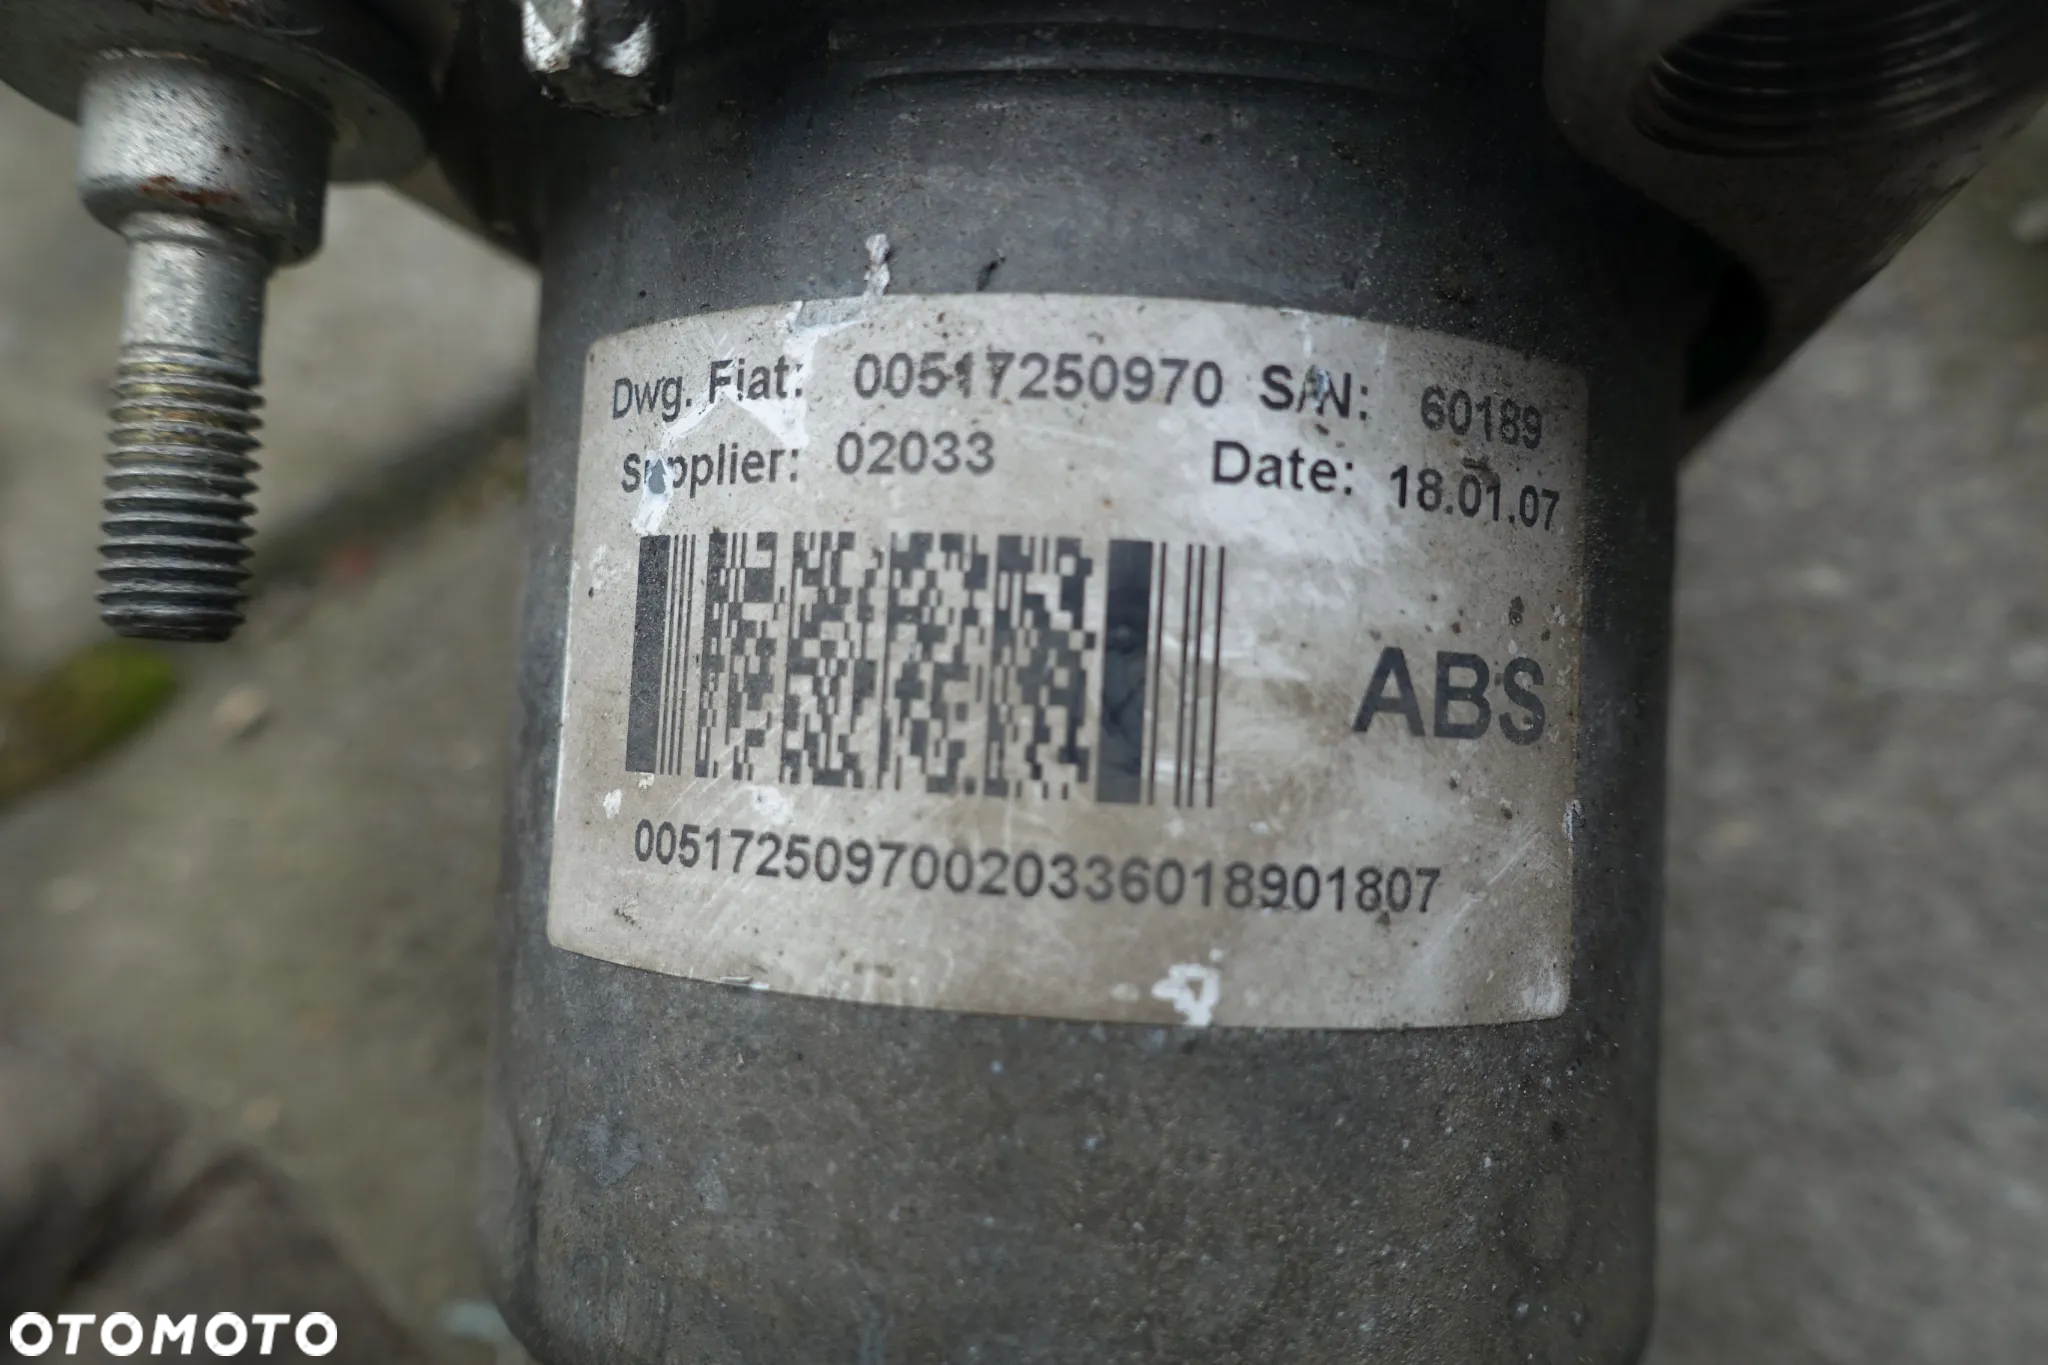 Dwg. Fiat: 00517250970 S/N: 60189
Supplier: 02033 Date: 18.01.07
ABS
00517250970020336018901807
OTOMOTO